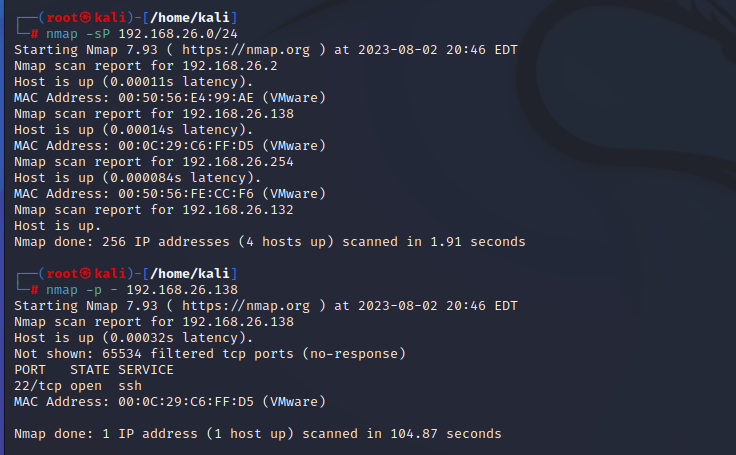 ┌──(root㉿kali)-[/home/kali]
└─# nmap -sP 192.168.26.0/24
Starting Nmap 7.93 ( https://nmap.org ) at 2023-08-02 20:46 EDT
Nmap scan report for 192.168.26.2
Host is up (0.00011s latency).
MAC Address: 00:50:56:E4:99:AE (VMware)
Nmap scan report for 192.168.26.138
Host is up (0.00014s latency).
MAC Address: 00:0C:29:C6:FF:D5 (VMware)
Nmap scan report for 192.168.26.254
Host is up (0.000084s latency).
MAC Address: 00:50:56:FE:CC:F6 (VMware)
Nmap scan report for 192.168.26.132
Host is up.
Nmap done: 256 IP addresses (4 hosts up) scanned in 1.91 seconds
┌──(root㉿kali)-[/home/kali]
└─# nmap -p - 192.168.26.138
Starting Nmap 7.93 ( https://nmap.org ) at 2023-08-02 20:46 EDT
Nmap scan report for 192.168.26.138
Host is up (0.00032s latency).
Not shown: 65534 filtered tcp ports (no-response)
PORT   STATE SERVICE
22/tcp open  ssh
MAC Address: 00:0C:29:C6:FF:D5 (VMware)
Nmap done: 1 IP address (1 host up) scanned in 104.87 seconds